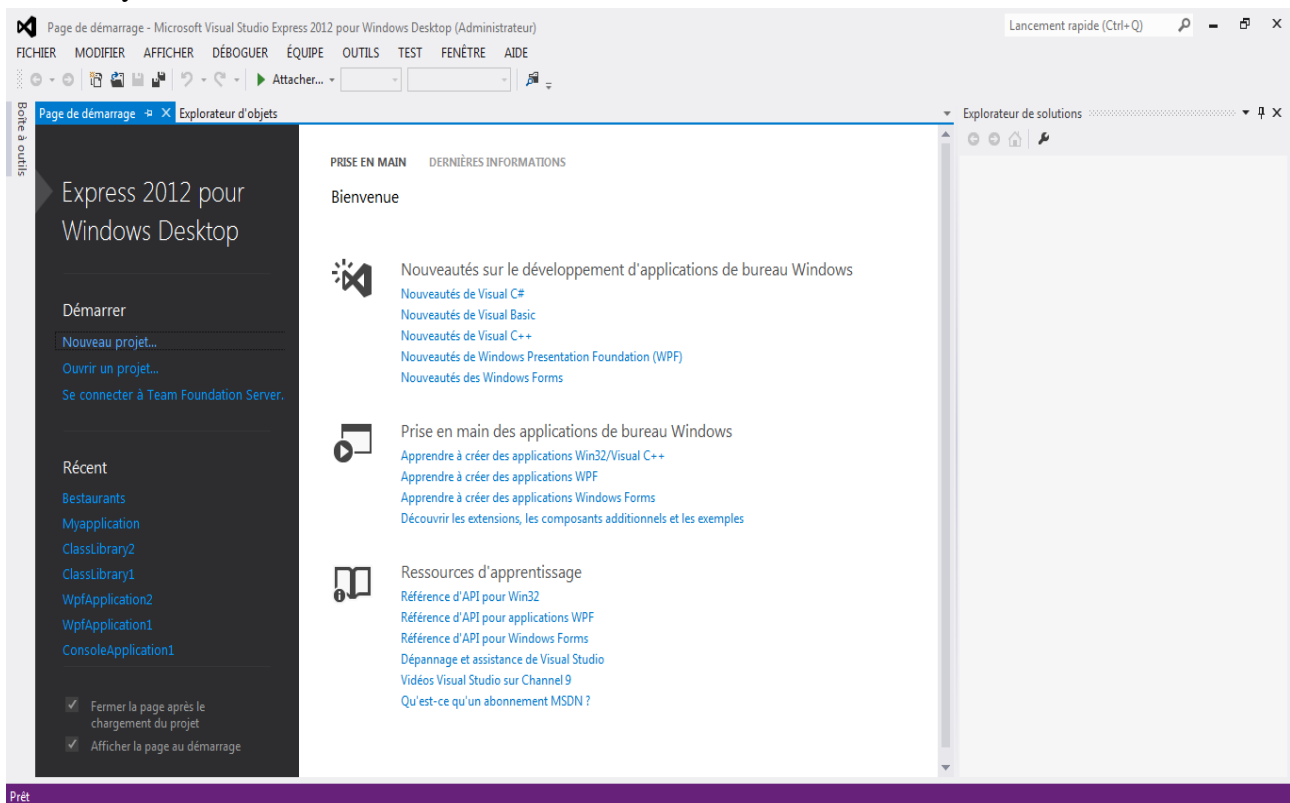 Page de démarrage - Microsoft Visual Studio Express 2012 pour Windows Desktop (Administrateur)
Lancement rapide (Ctrl+Q)
FICHIER MODIFIER AFFICHER DÉBOGUER ÉQUIPE OUTILS TEST FENÊTRE AIDE
Attacher...
Boîte à outils
Page de démarrage
Explorateur d'objets
Explorateur de solutions
Express 2012 pour
Windows Desktop
Démarrer
Nouveau projet...
Ouvrir un projet...
Se connecter à Team Foundation Server.
Récent
Bestaurants
Myapplication
ClassLibrary2
ClassLibrary1
WpfApplication2
WpfApplication1
ConsoleApplication1
Fermer la page après le
chargement du projet
Afficher la page au démarrage
PRISE EN MAIN DERNIÈRES INFORMATIONS
Bienvenue
Nouveautés sur le développement d'applications de bureau Windows
Nouveautés de Visual C#
Nouveautés de Visual Basic
Nouveautés de Visual C++
Nouveautés de Windows Presentation Foundation (WPF)
Nouveautés des Windows Forms
Prise en main des applications de bureau Windows
Apprendre à créer des applications Win32/Visual C++
Apprendre à créer des applications WPF
Apprendre à créer des applications Windows Forms
Découvrir les extensions, les composants additionnels et les exemples
Ressources d'apprentissage
Référence d'API pour Win32
Référence d'API pour applications WPF
Référence d'API pour Windows Forms
Dépannage et assistance de Visual Studio
Vidéos Visual Studio sur Channel 9
Qu'est-ce qu'un abonnement MSDN ?
Prêt